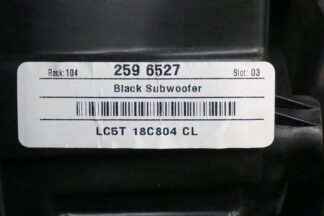 Rack: 104 259 6527 Slot: 03
Black Subwoofer
LC5T 18C804 CL